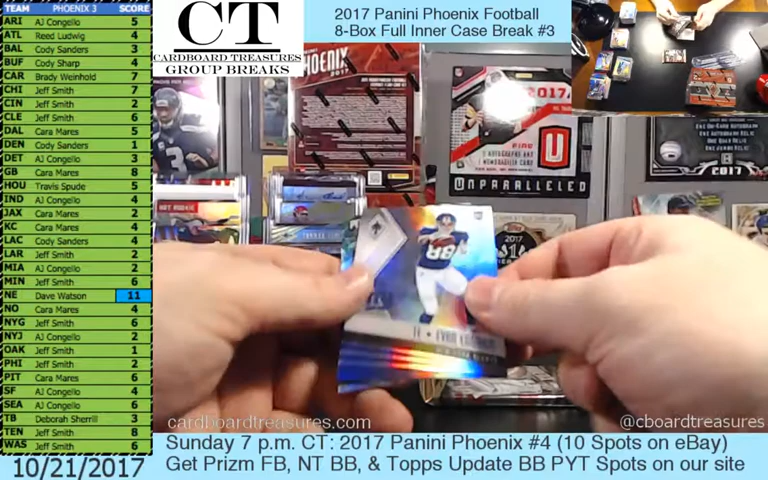 TEAM PHOENIX 3 SCORE
ARI AJ Congello 5
ATL Reed Ludwig 4
BAL Cody Sanders 3
BUF Cody Sharp 4
CAR Brady Weinhold 7
CHI Jeff Smith 7
CIN Jeff Smith 2
CLE Jeff Smith 6
DAL Cara Mares 5
DEN Cody Sanders 1
DET AJ Congello 3
GB Cara Mares 8
HOU Travis Spude 5
IND AJ Congello 4
JAX Cara Mares 2
KC Cara Mares 4
LAC Cody Sanders 4
LAR Jeff Smith 2
MIA AJ Congello 2
MIN Jeff Smith 6
NE Dave Watson 11
NO Cara Mares 4
NYG Jeff Smith 6
NYJ AJ Congello 2
OAK Jeff Smith 1
PHI Jeff Smith 2
PIT Cara Mares 6
SF AJ Congello 4
SEA AJ Congello 6
TB Deborah Sherrill 3
TEN Jeff Smith 8
WAS Jeff Smith 6
10/21/2017
CT
CARDBOARD TREASURES
GROUP BREAKS
2017 Panini Phoenix Football
8-Box Full Inner Case Break #3
PHOENIX
2017
2017
U
UNPARALLELED
2017
TOPPS
2017
88
TE • EVAN
cardboardtreasures.com
@cboardtreasures
Sunday 7 p.m. CT: 2017 Panini Phoenix #4 (10 Spots on eBay)
Get Prizm FB, NT BB, & Topps Update BB PYT Spots on our site